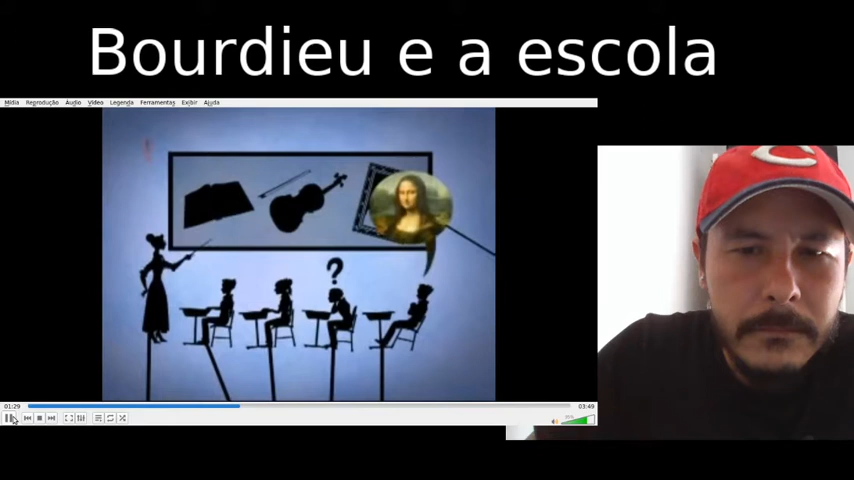 Bourdieu e a escola
Mídia Reprodução Áudio Vídeo Legenda Ferramentas Exibir Ajuda
?
01:29
03:49